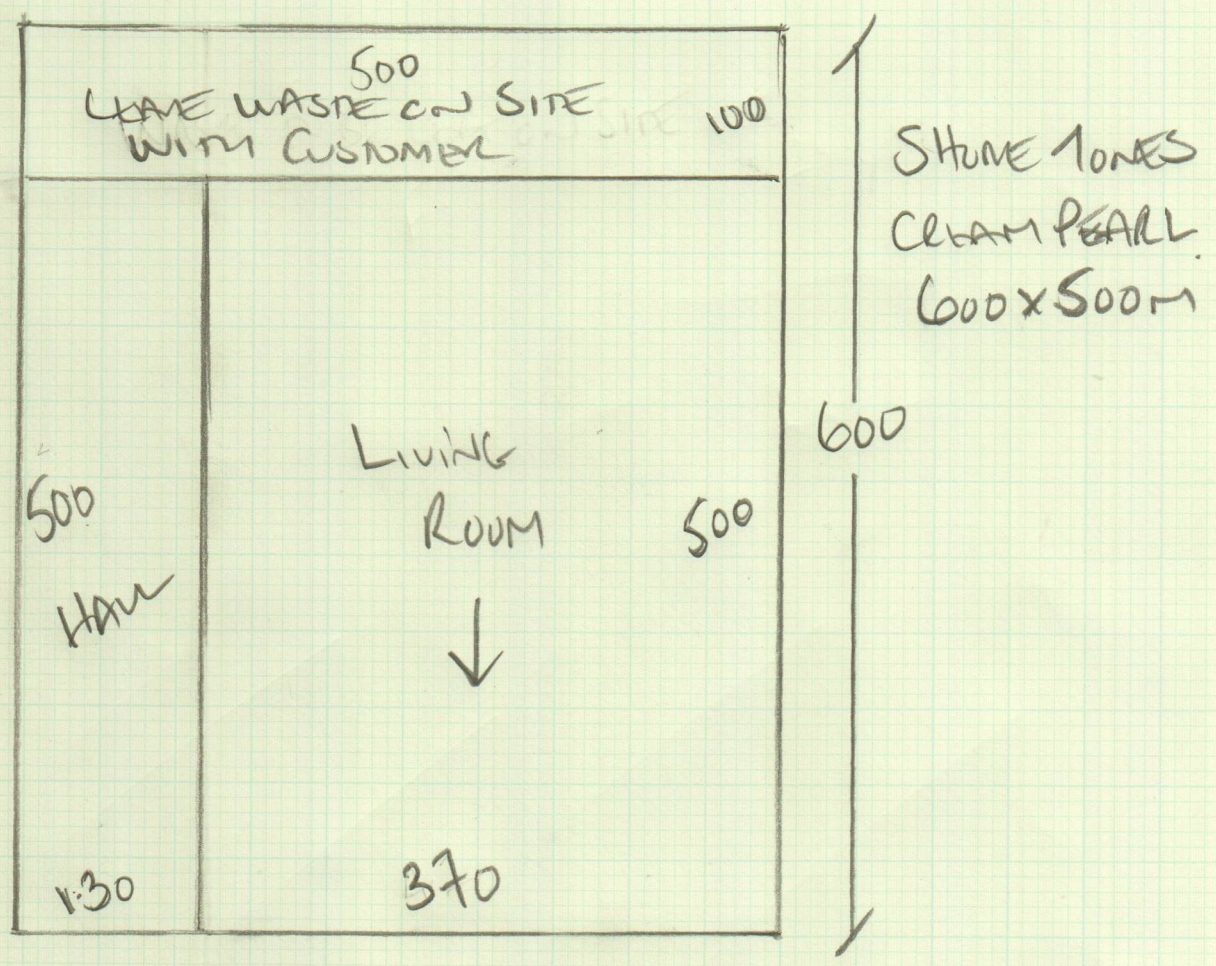 500
LEAVE WASTE ON SITE
100
WITH CUSTOMER
SHORE TONES
CREAM PEARL
600x500M
600
LIVING
ROOM
500
500
HALL
1:30
370